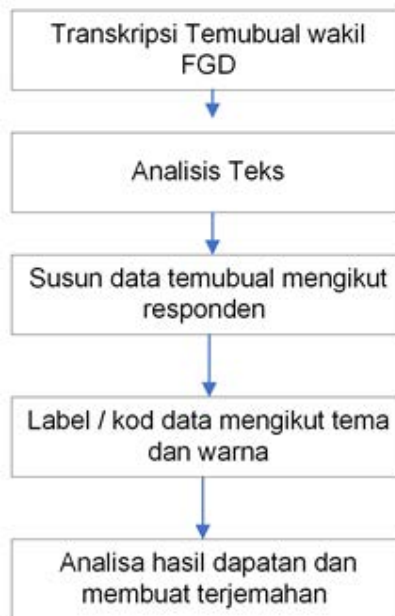 Transkripsi Temubual wakil
FGD
Analisis Teks
Susun data temubual mengikut
responden
Label / kod data mengikut tema
dan warna
Analisa hasil dapatan dan
membuat terjemahan